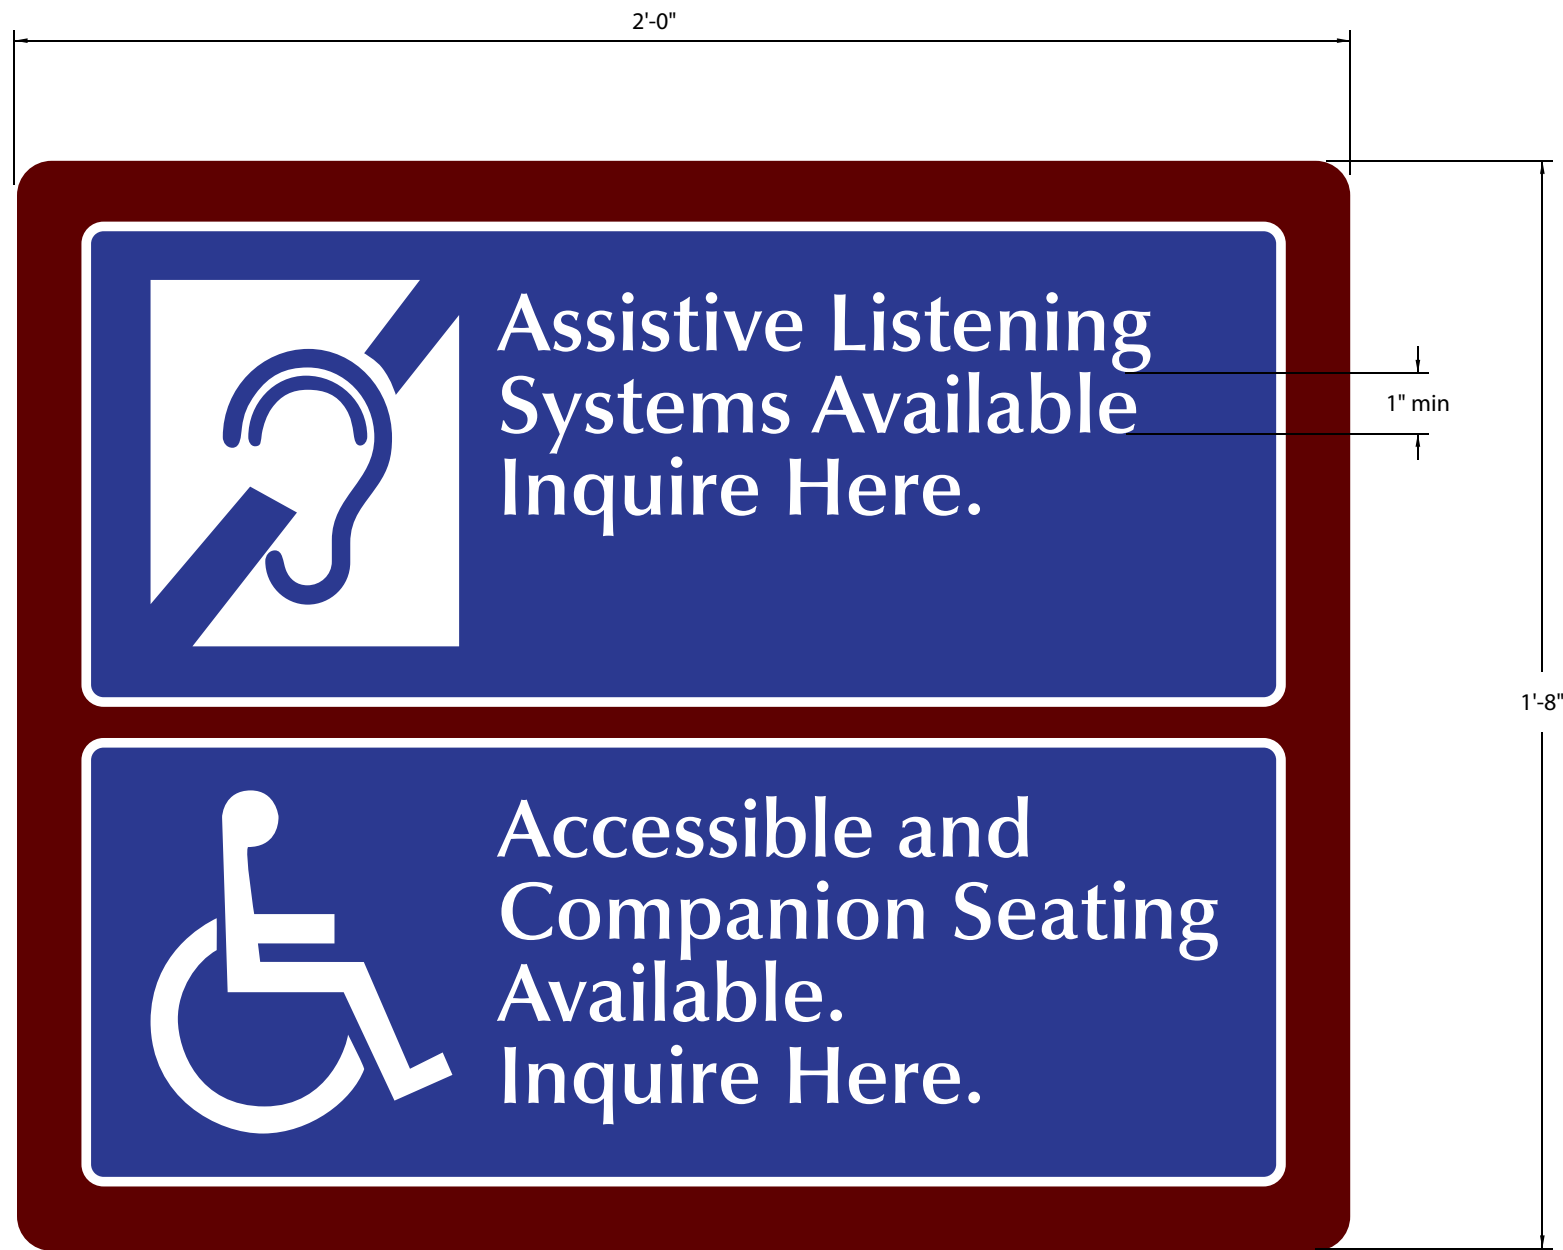 2'-0"
Assistive Listening
Systems Available
Inquire Here.
1" min
1'-8"
Accessible and
Companion Seating
Available.
Inquire Here.